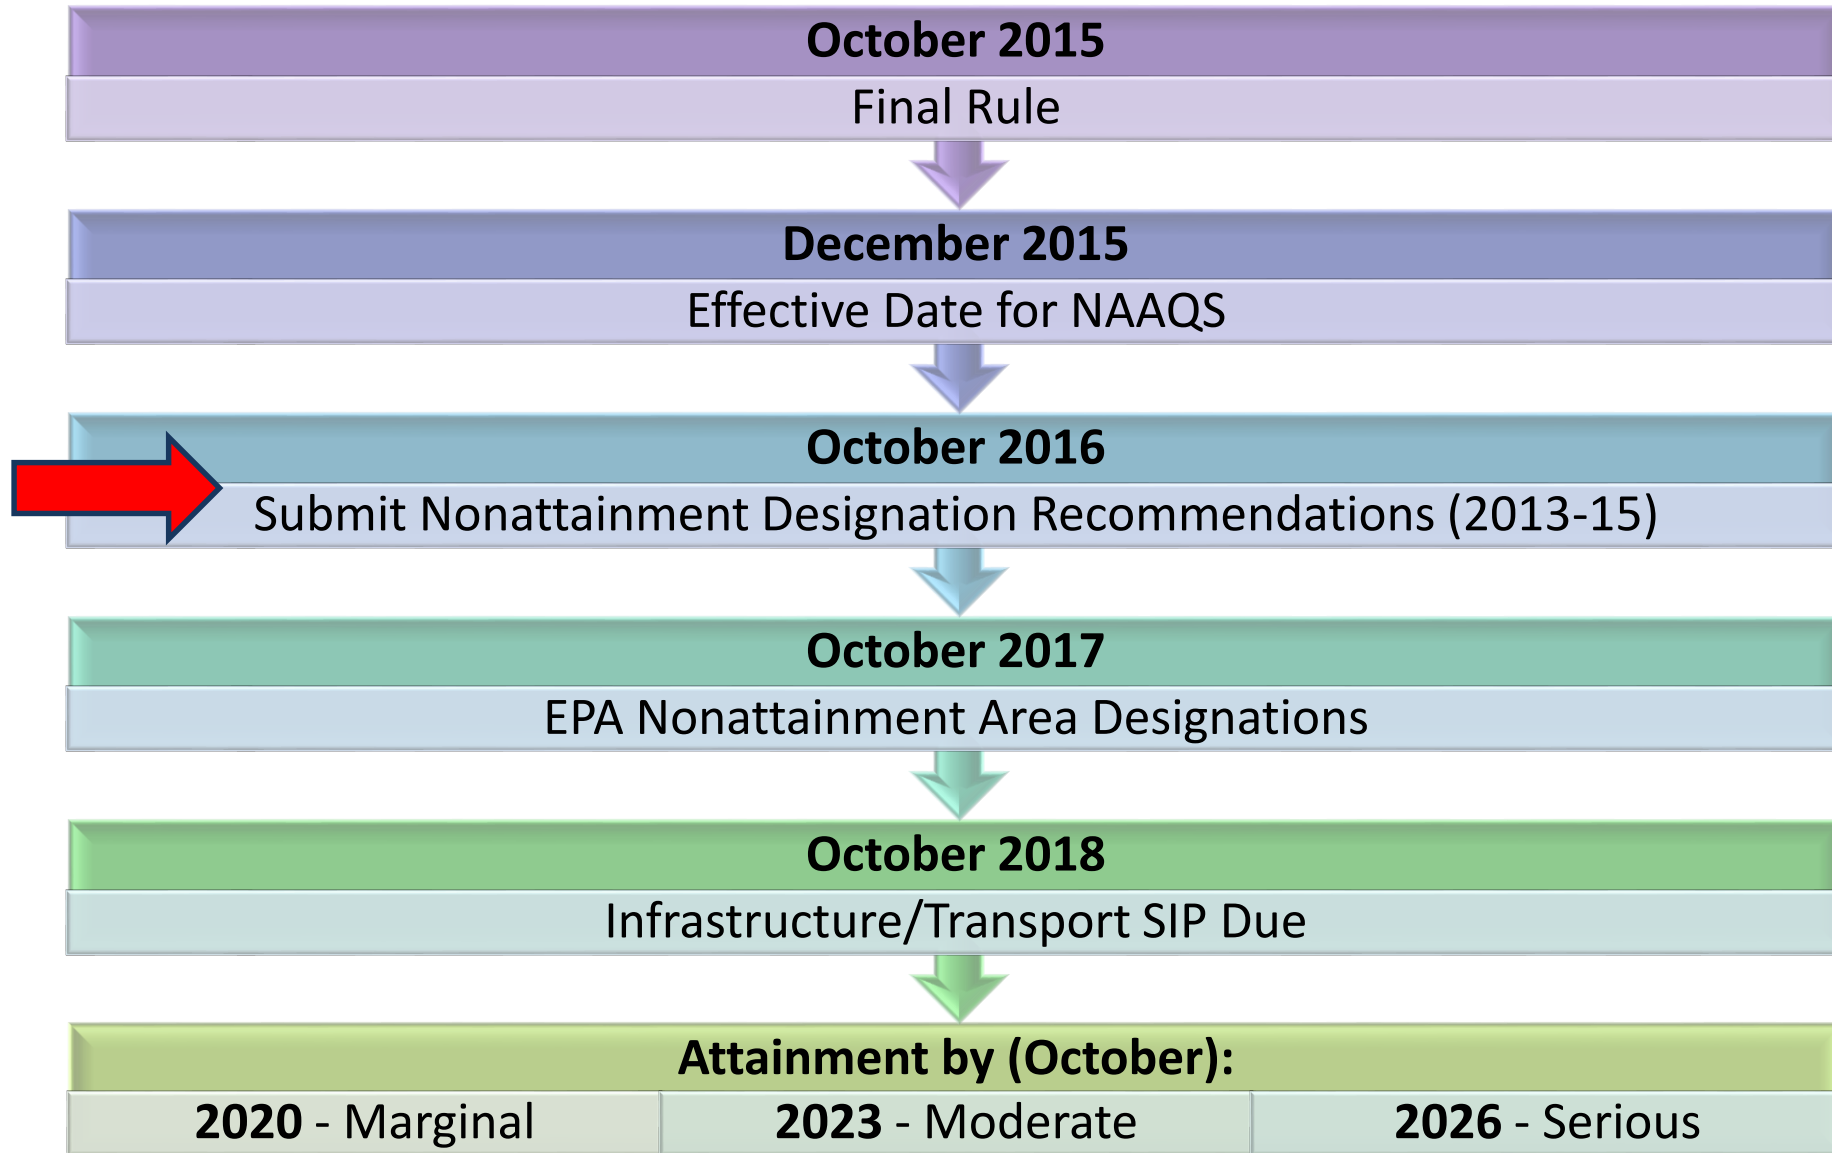 October 2015
Final Rule
December 2015
Effective Date for NAAQS
October 2016
Submit Nonattainment Designation Recommendations (2013-15)
October 2017
EPA Nonattainment Area Designations
October 2018
Infrastructure/Transport SIP Due
Attainment by (October):
2020 - Marginal
2023 - Moderate
2026 - Serious